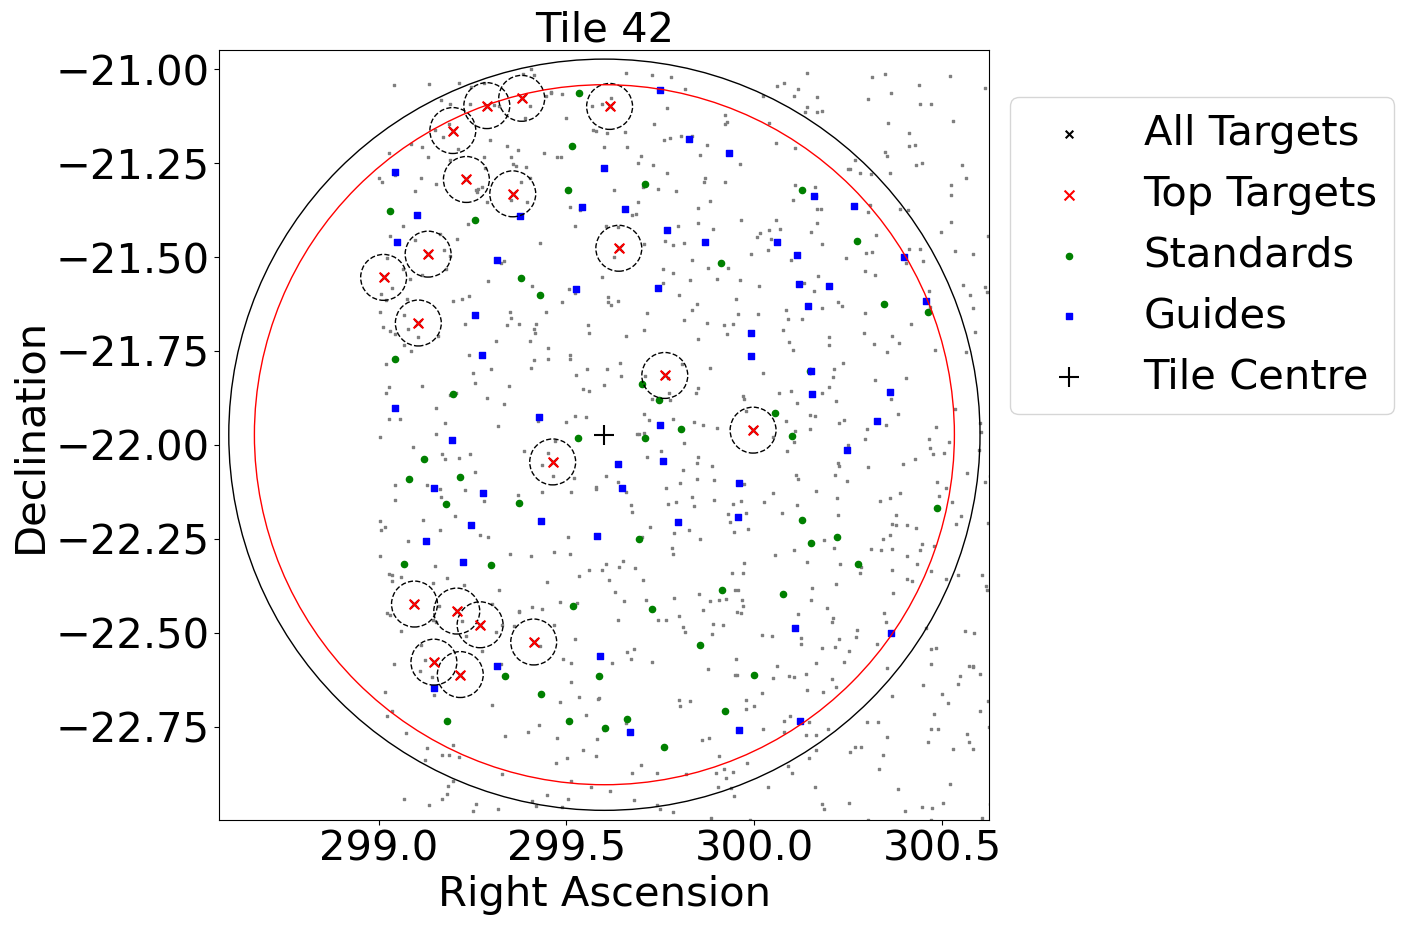 Tile 42
−21.00
−21.25
−21.50
−21.75
−22.00
−22.25
−22.50
−22.75
Declination
299.0 299.5 300.0 300.5
Right Ascension
All Targets
Top Targets
Standards
Guides
Tile Centre